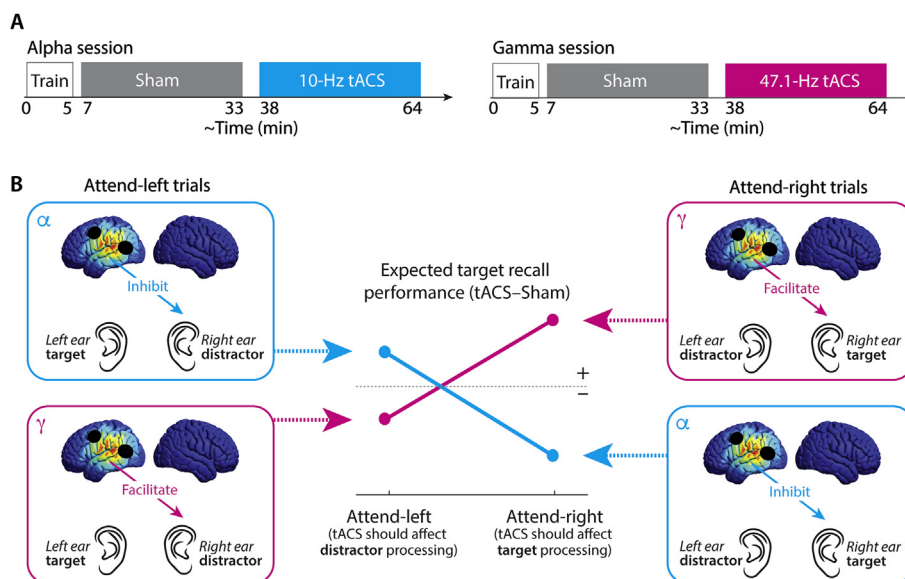 A
Alpha session
Train
Sham
10-Hz tACS
0
5
7
33
38
64
~Time (min)
Gamma session
Train
Sham
47.1-Hz tACS
0
5
7
33
38
64
~Time (min)
B
Attend-left trials
α
Inhibit
Left ear
target
Right ear
distractor
γ
Facilitate
Left ear
target
Right ear
distractor
Expected target recall
performance (tACS–Sham)
+
−
Attend-left
(tACS should affect
distractor processing)
Attend-right
(tACS should affect
target processing)
Attend-right trials
γ
Facilitate
Left ear
distractor
Right ear
target
α
Inhibit
Left ear
distractor
Right ear
target